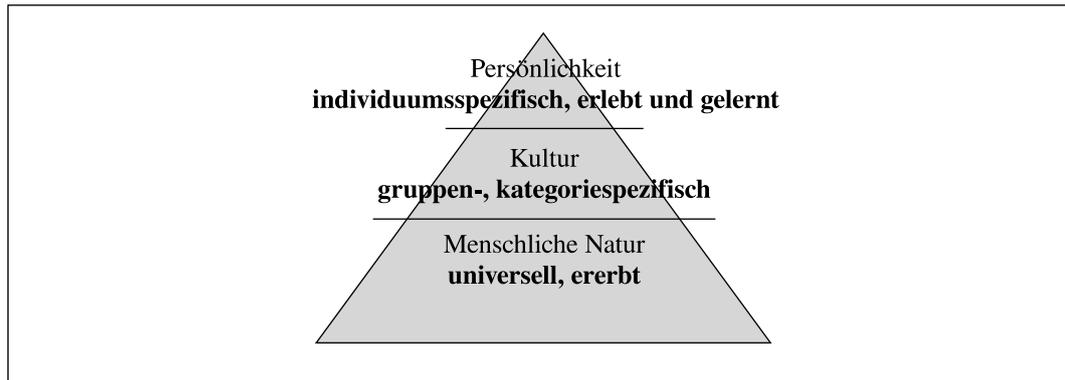 Persönlichkeit
individuumsspezifisch, erlebt und gelernt
Kultur
gruppen-, kategoriespezifisch
Menschliche Natur
universell, ererbt